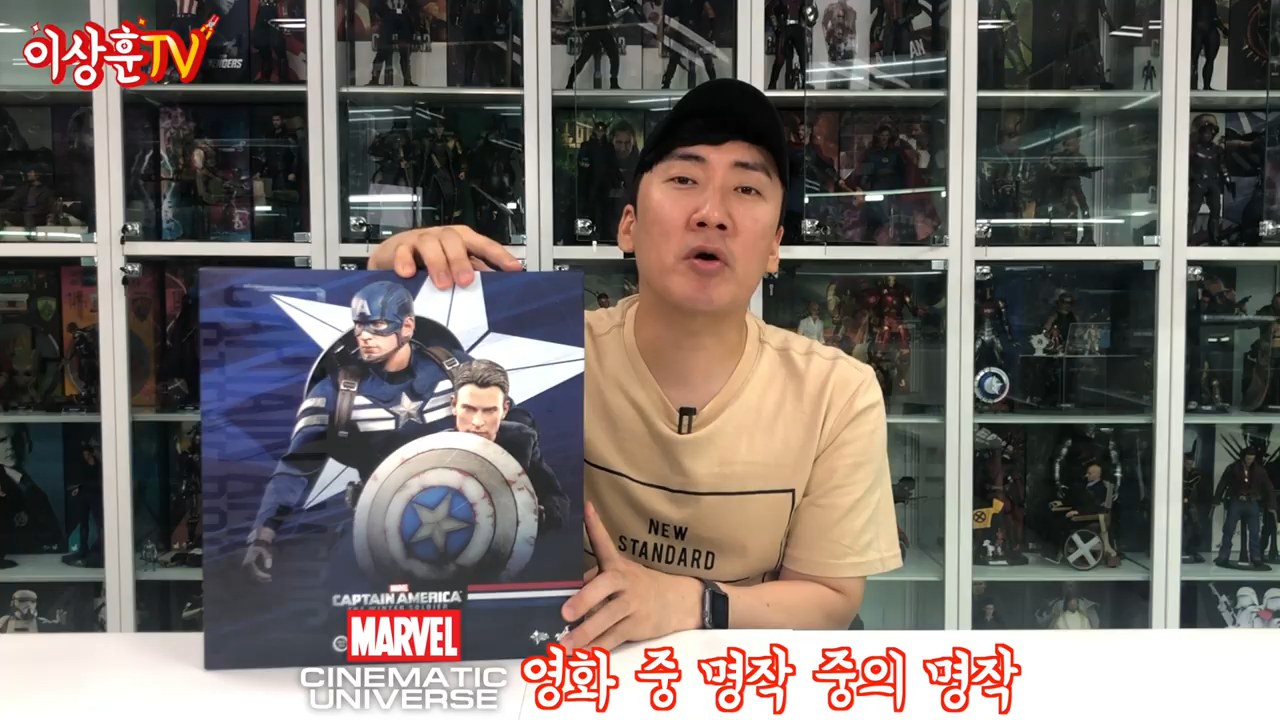 이상훈TV
NEW
STANDARD
MARVEL
CAPTAIN AMERICA
THE WINTER SOLDIER
MARVEL
CINEMATIC
UNIVERSE
영화 중 명작 중의 명작